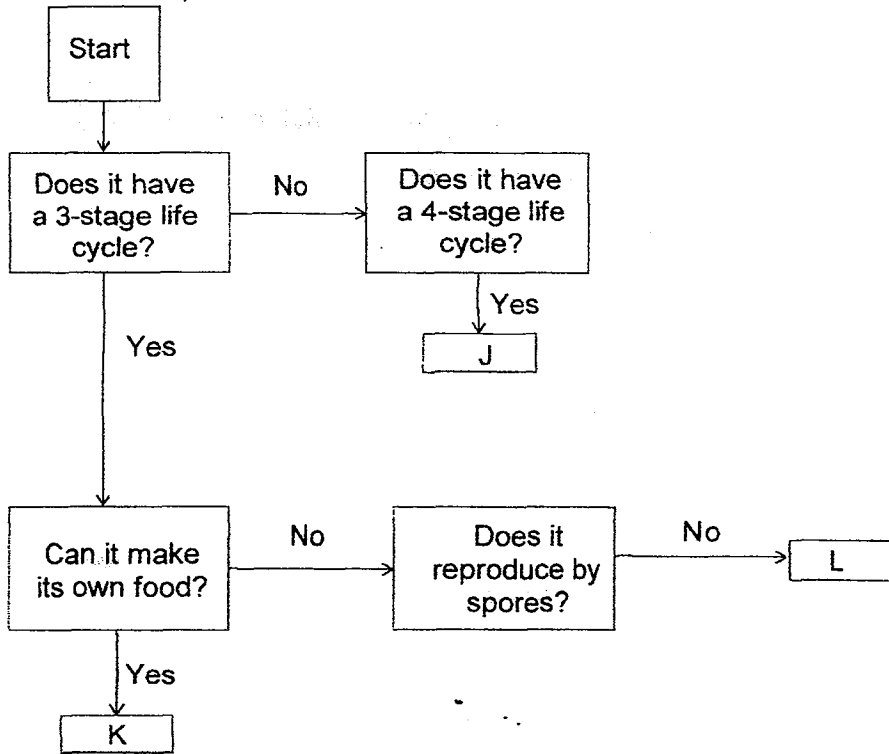 Start
Does it have
a 3-stage life
cycle?
No
Does it have
a 4-stage life
cycle?
Yes
J
Yes
Can it make
its own food?
No
Does it
reproduce by
spores?
No
L
Yes
K